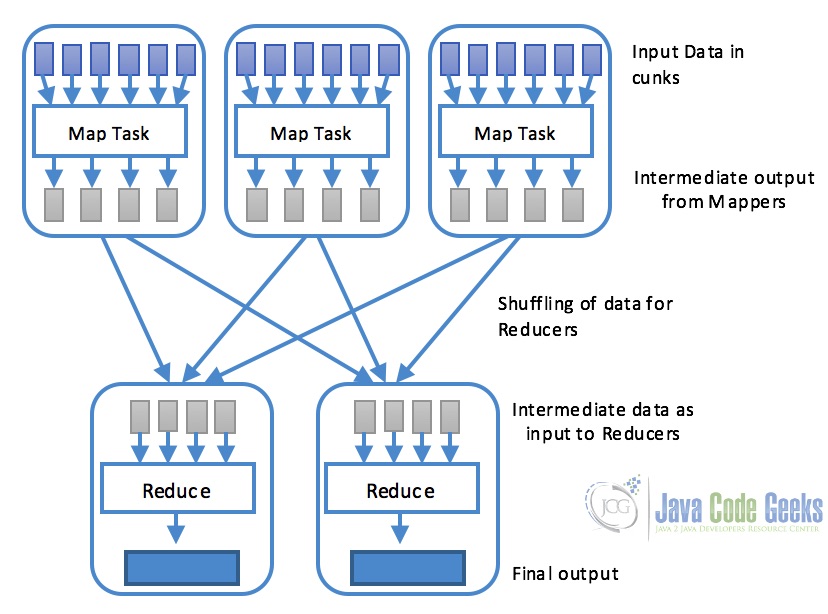 Input Data in
cunks
Map Task
Map Task
Map Task
Intermediate output
from Mappers
Shuffling of data for
Reducers
Intermediate data as
input to Reducers
Reduce
Reduce
JCG
Java Code Geeks
JAVA 2 JAVA DEVELOPERS RESOURCE CENTER
Final output